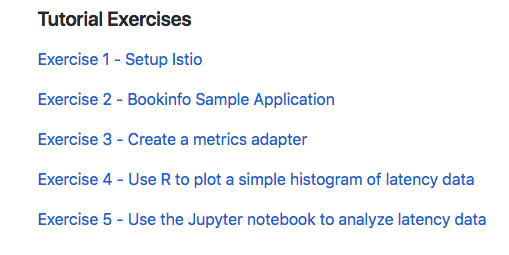 Tutorial Exercises
Exercise 1 - Setup Istio
Exercise 2 - Bookinfo Sample Application
Exercise 3 - Create a metrics adapter
Exercise 4 - Use R to plot a simple histogram of latency data
Exercise 5 - Use the Jupyter notebook to analyze latency data